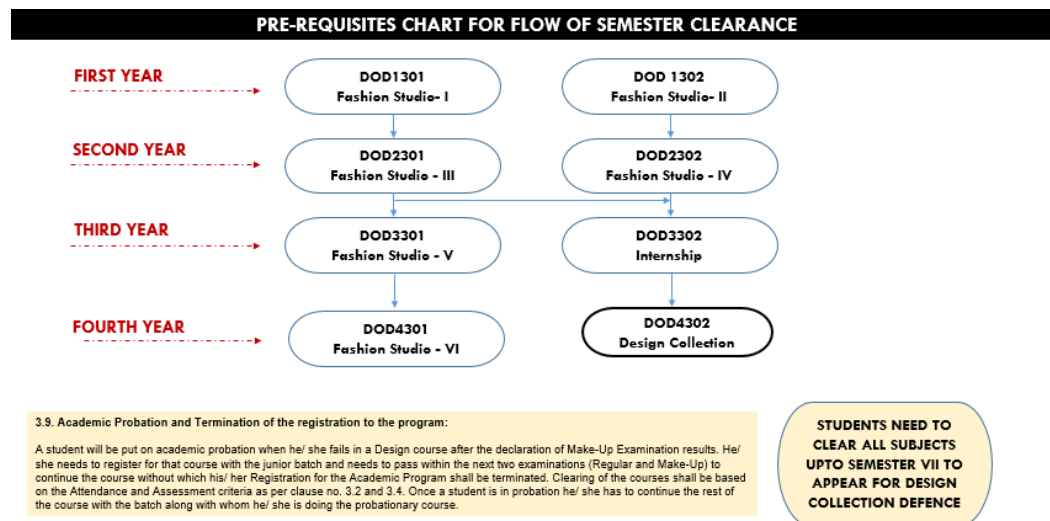 PRE-REQUISITES CHART FOR FLOW OF SEMESTER CLEARANCE
FIRST YEAR
DOD1301
Fashion Studio- I
DOD 1302
Fashion Studio- II
SECOND YEAR
DOD2301
Fashion Studio - III
DOD2302
Fashion Studio - IV
THIRD YEAR
DOD3301
Fashion Studio - V
DOD3302
Internship
FOURTH YEAR
DOD4301
Fashion Studio - VI
DOD4302
Design Collection
3.9. Academic Probation and Termination of the registration to the program:
A student will be put on academic probation when he/ she fails in a Design course after the declaration of Make-Up Examination results. He/
she needs to register for that course with the junior batch and needs to pass within the next two examinations (Regular and Make-Up) to
continue the course without which his/ her Registration for the Academic Program shall be terminated. Clearing of the courses shall be based
on the Attendance and Assessment criteria as per clause no. 3.2 and 3.4. Once a student is in probation he/ she has to continue the rest of
the course with the batch along with whom he/ she is doing the probationary course.
STUDENTS NEED TO
CLEAR ALL SUBJECTS
UPTO SEMESTER VII TO
APPEAR FOR DESIGN
COLLECTION DEFENCE